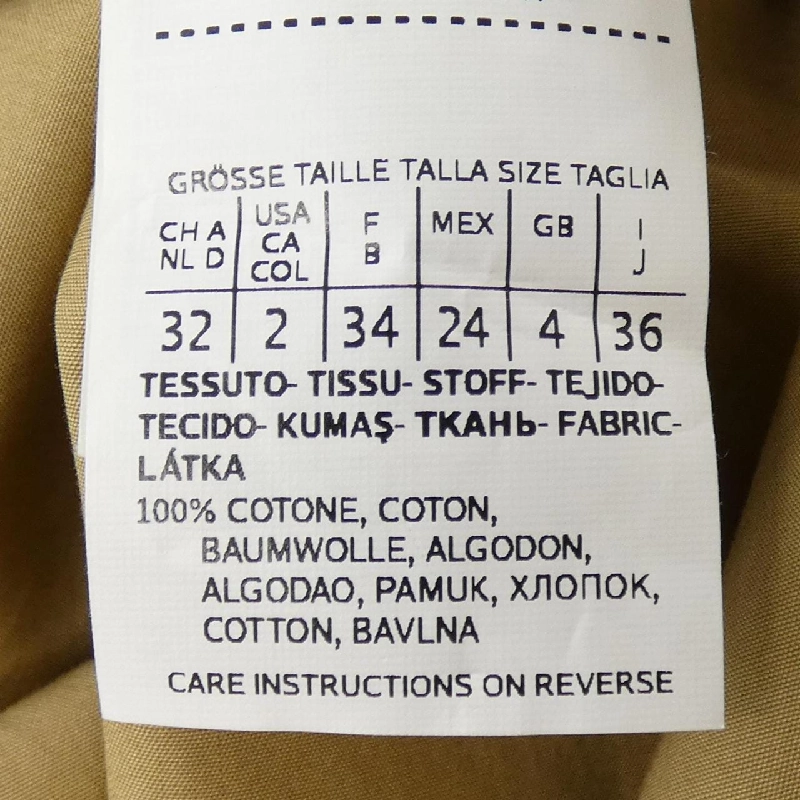 GRÖSSE TAILLE TALLA SIZE TAGLIA
CH A USA F MEX GB I
NL D CA B J
COL
32 2 34 24 4 36
TESSUTO- TISSU- STOFF- TEJIDO-
TECIDO- KUMAŞ- ТКАНЬ- FABRIC-
LÁTKA
100% COTONE, COTON,
BAUMWOLLE, ALGODON,
ALGODAO, PAMUK, ХЛОПОК,
COTTON, BAVLNA
CARE INSTRUCTIONS ON REVERSE